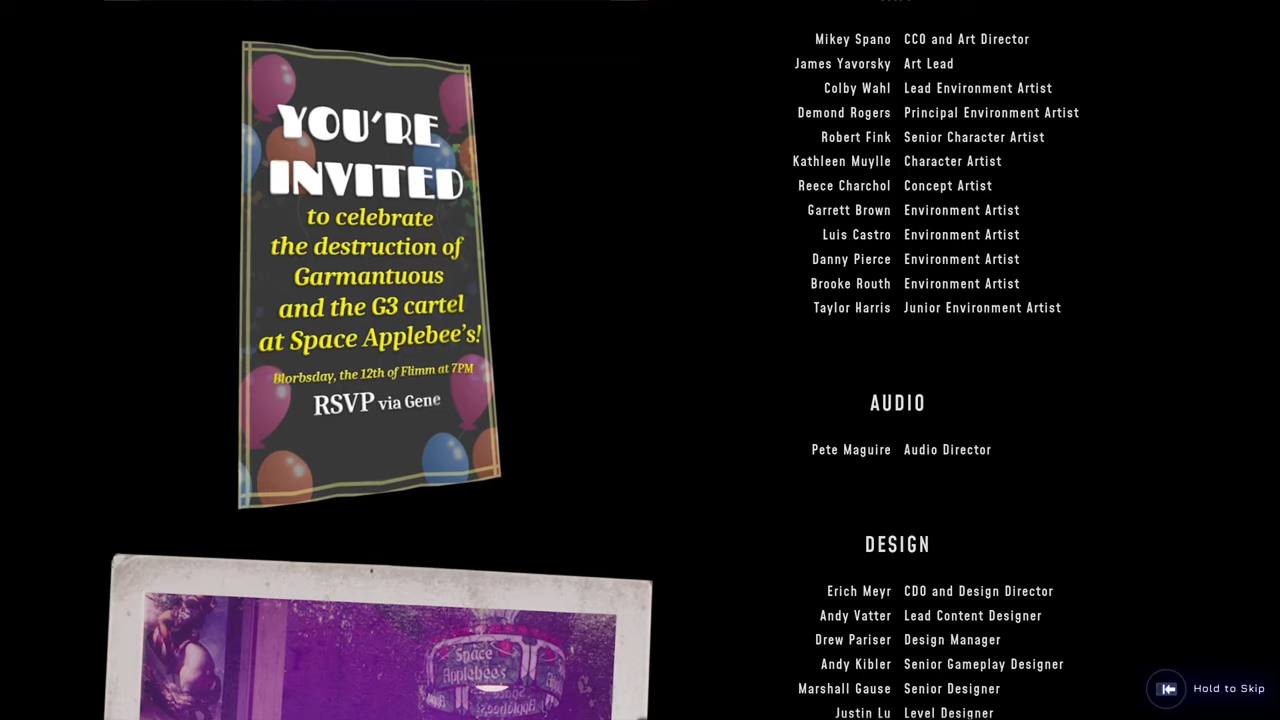 YOU'RE
INVITED
to celebrate
the destruction of
Garmantuous
and the G3 cartel
at Space Applebee's!
Blorbsday, the 12th of Flimm at 7PM
RSVP via Gene
Space
Applebee's
Mikey Spano CCO and Art Director
James Yavorsky Art Lead
Colby Wahl Lead Environment Artist
Demond Rogers Principal Environment Artist
Robert Fink Senior Character Artist
Kathleen Muylle Character Artist
Reece Charchol Concept Artist
Garrett Brown Environment Artist
Luis Castro Environment Artist
Danny Pierce Environment Artist
Brooke Routh Environment Artist
Taylor Harris Junior Environment Artist
AUDIO
Pete Maguire Audio Director
DESIGN
Erich Meyr CDO and Design Director
Andy Vatter Lead Content Designer
Drew Pariser Design Manager
Andy Kibler Senior Gameplay Designer
Marshall Gause Senior Designer
Justin Lu Level Designer
Hold to Skip